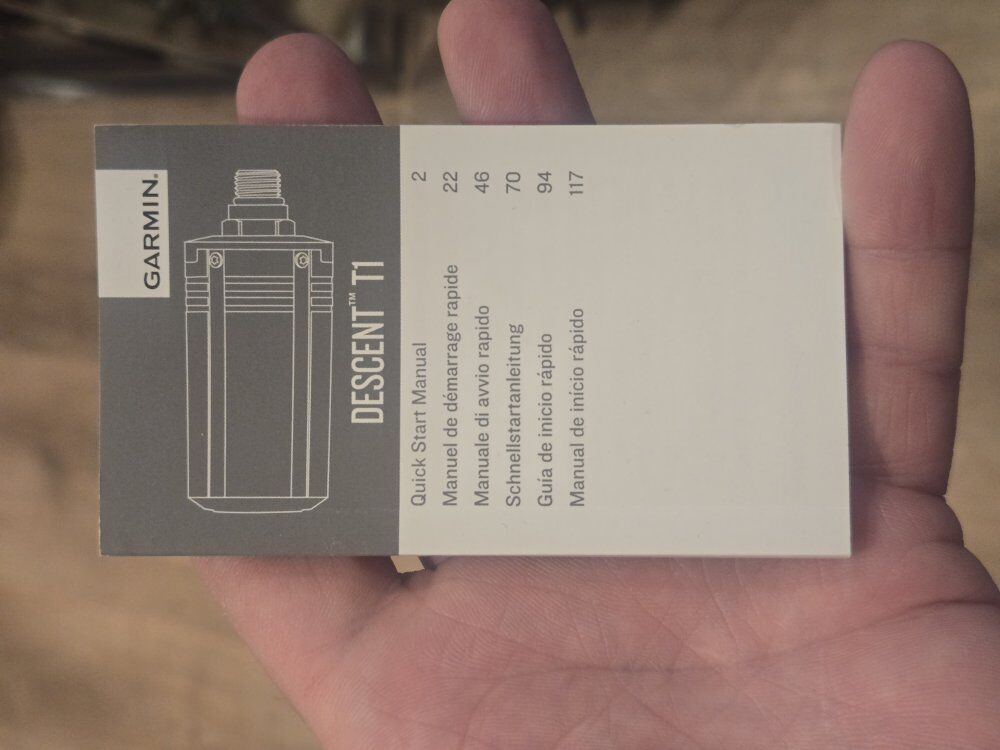 GARMIN®
DESCENT™ T1
Quick Start Manual 2
Manuel de démarrage rapide 22
Manuale di avvio rapido 46
Schnellstartanleitung 70
Guía de inicio rápido 94
Manual de início rápido 117